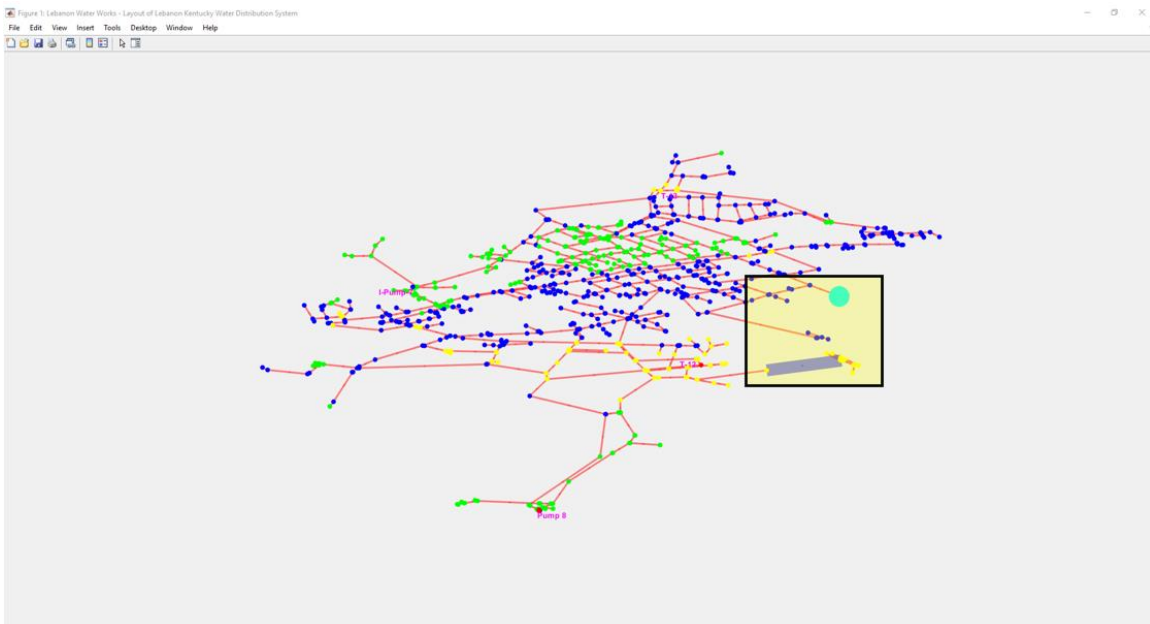 Figure 1: Lebanon Water Works - Layout of Lebanon Kentucky Water Distribution System
File Edit View Insert Tools Desktop Window Help
I-Pump
Pump 8